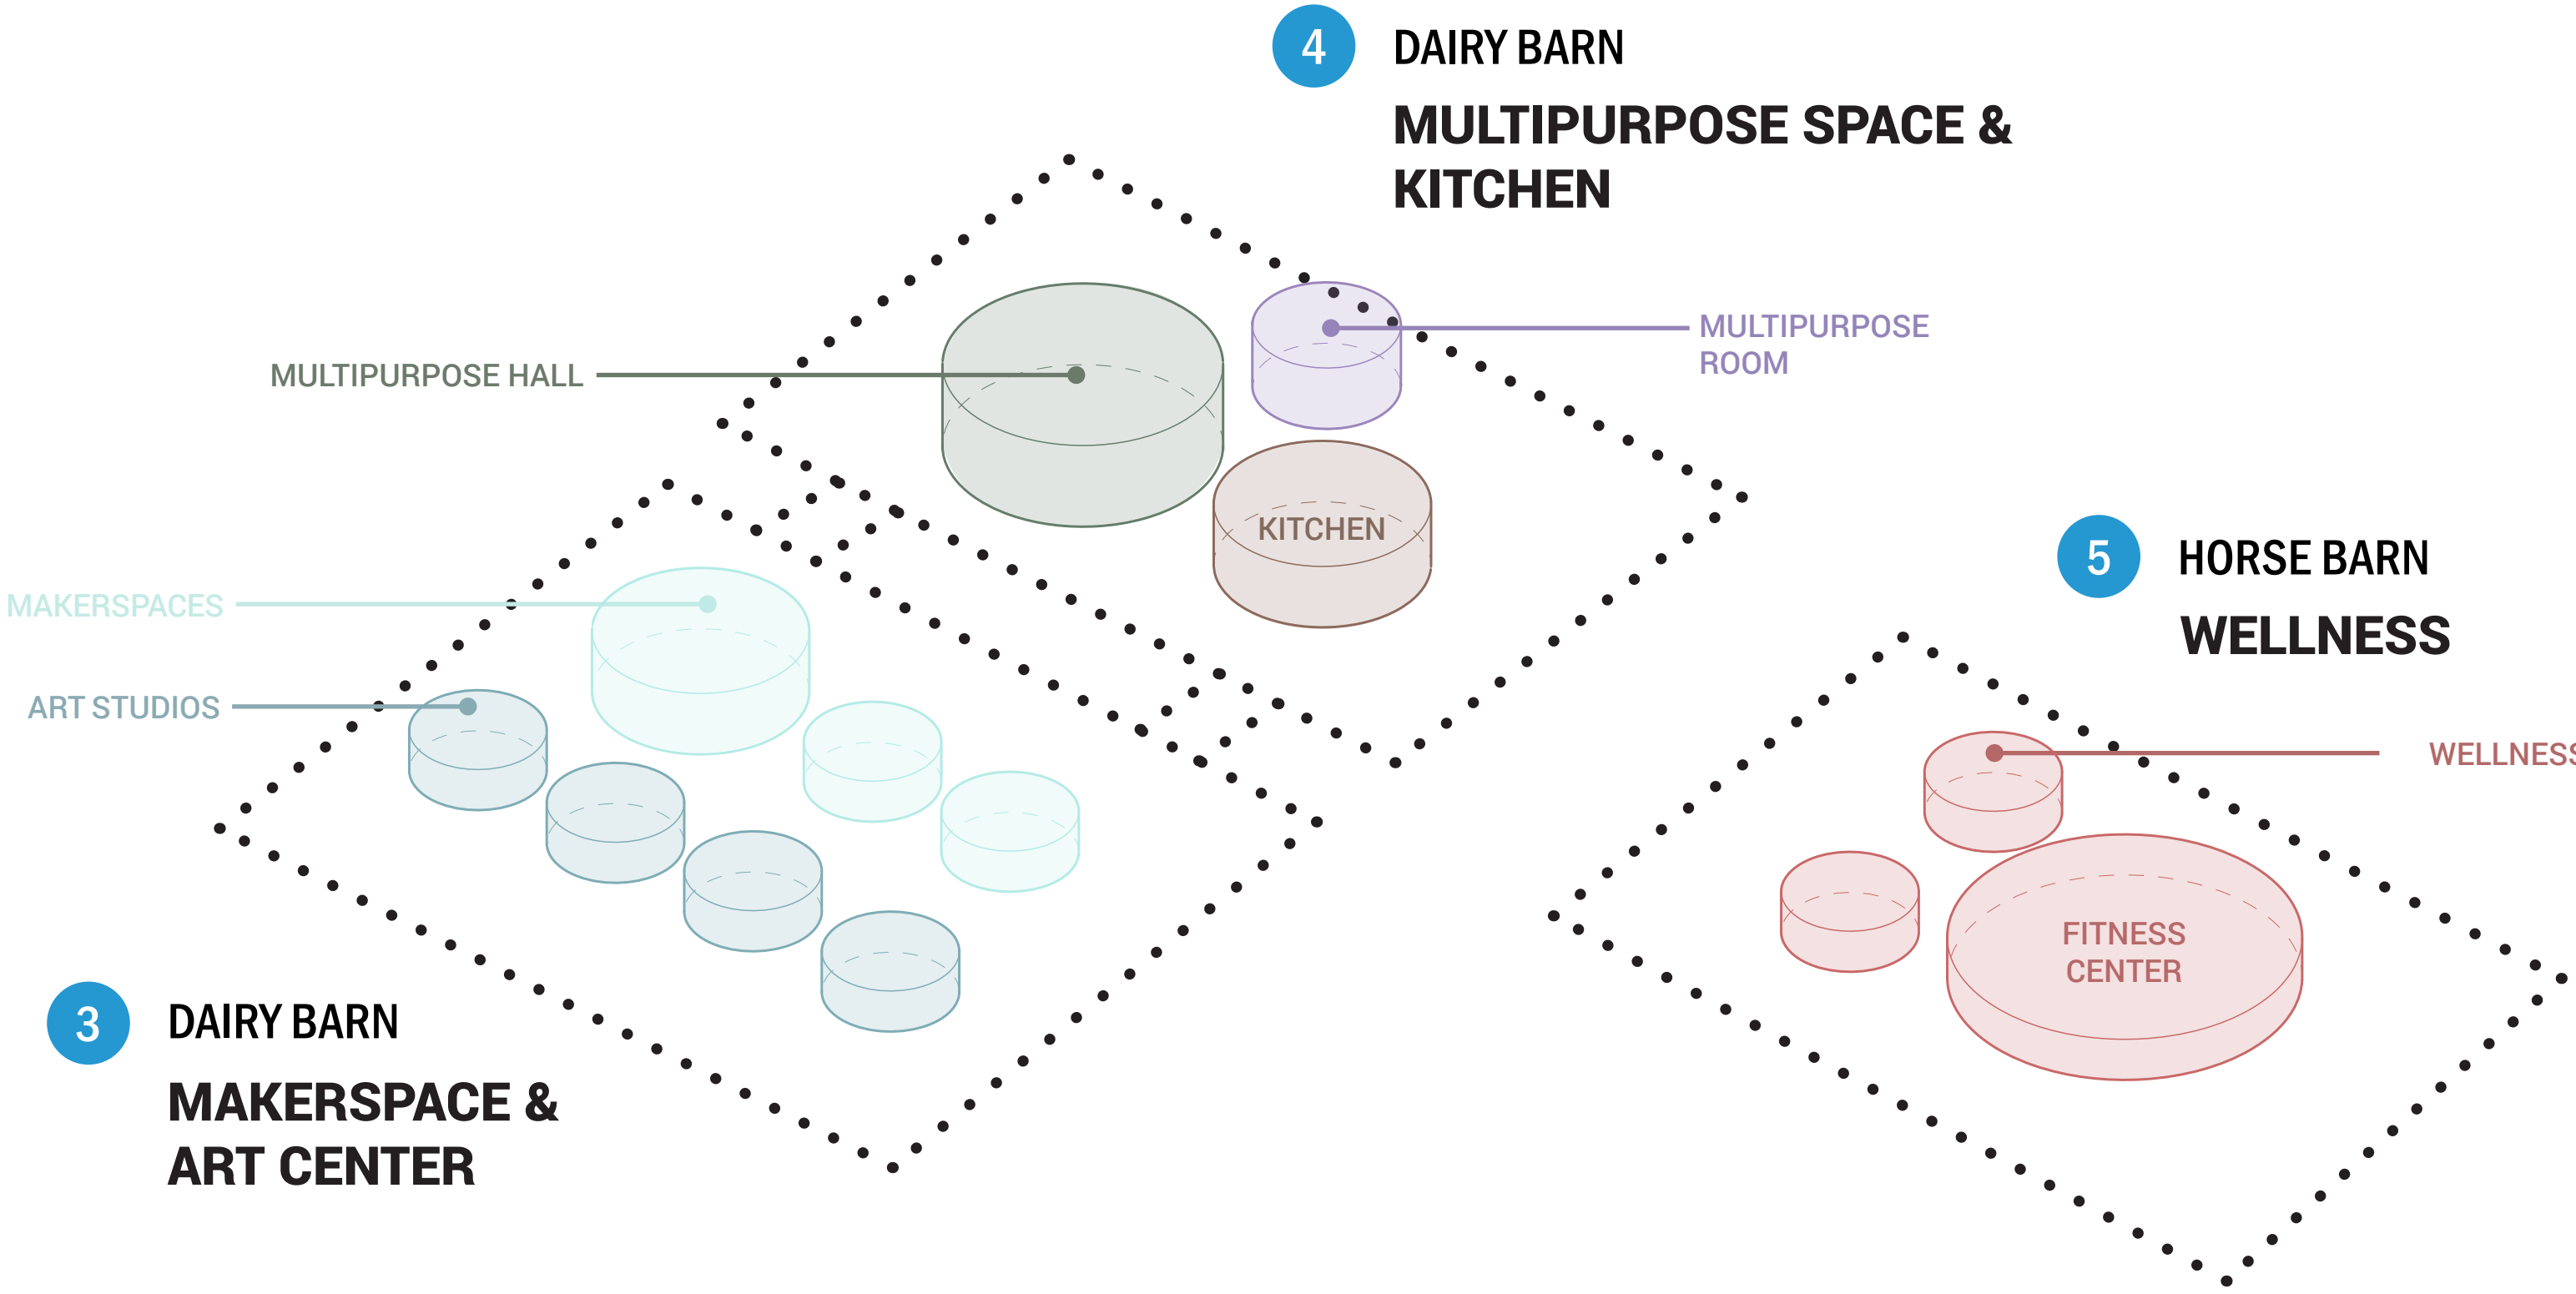 4 DAIRY BARN
MULTIPURPOSE SPACE &
KITCHEN
MULTIPURPOSE HALL
MULTIPURPOSE
ROOM
KITCHEN
MAKERSPACES
ART STUDIOS
3 DAIRY BARN
MAKERSPACE &
ART CENTER
5 HORSE BARN
WELLNESS
WELLNESS
FITNESS
CENTER